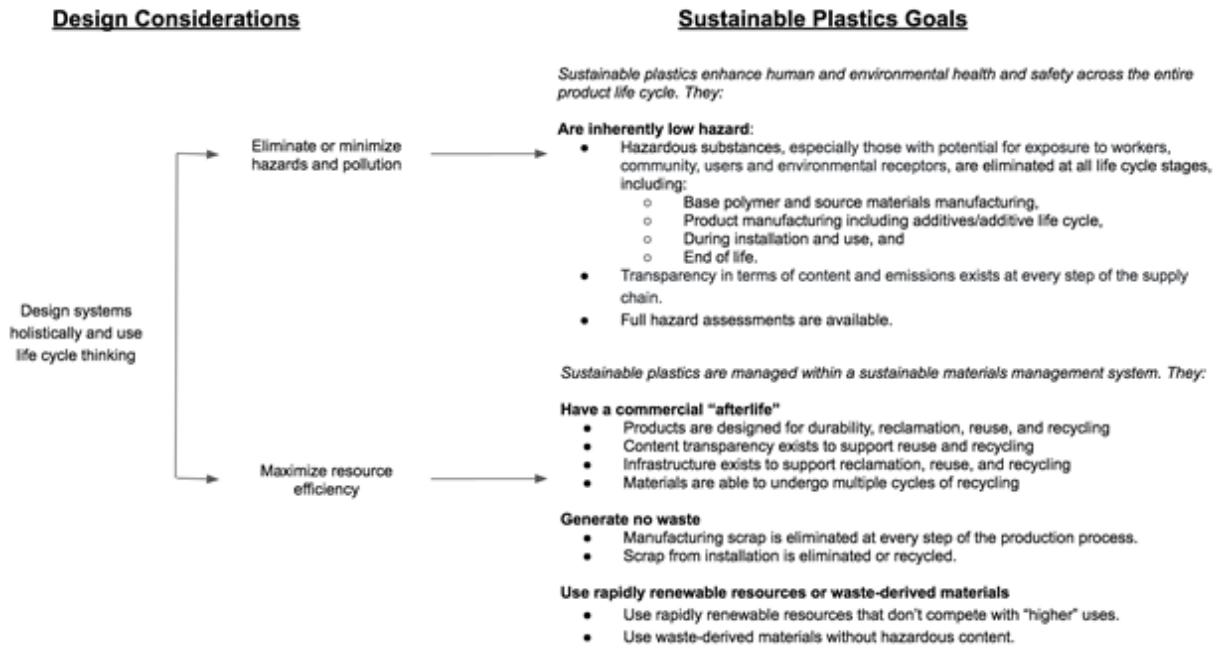 Design Considerations
Sustainable Plastics Goals
Sustainable plastics enhance human and environmental health and safety across the entire
product life cycle. They:
Eliminate or minimize
hazards and pollution
Are inherently low hazard:
● Hazardous substances, especially those with potential for exposure to workers,
community, users and environmental receptors, are eliminated at all life cycle stages,
including:
○ Base polymer and source materials manufacturing,
○ Product manufacturing including additives/additive life cycle,
○ During installation and use, and
○ End of life.
● Transparency in terms of content and emissions exists at every step of the supply
chain.
● Full hazard assessments are available.
Design systems
holistically and use
life cycle thinking
Sustainable plastics are managed within a sustainable materials management system. They:
Maximize resource
efficiency
Have a commercial “afterlife”
● Products are designed for durability, reclamation, reuse, and recycling
● Content transparency exists to support reuse and recycling
● Infrastructure exists to support reclamation, reuse, and recycling
● Materials are able to undergo multiple cycles of recycling
Generate no waste
● Manufacturing scrap is eliminated at every step of the production process.
● Scrap from installation is eliminated or recycled.
Use rapidly renewable resources or waste-derived materials
● Use rapidly renewable resources that don’t compete with “higher” uses.
● Use waste-derived materials without hazardous content.